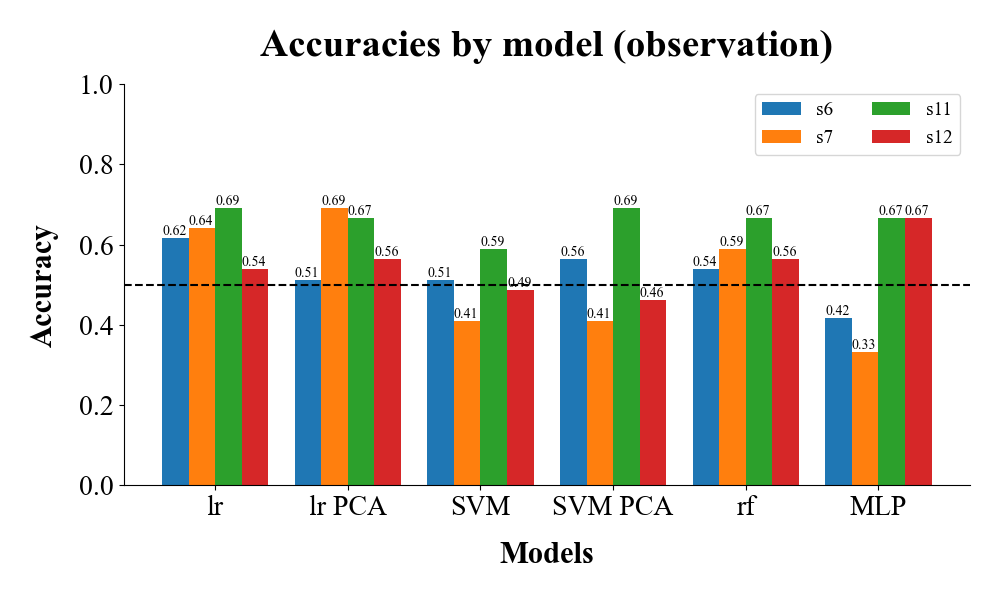 Accuracies by model (observation)
s6 s11
s7 s12
Accuracy
1.0
0.8
0.6
0.4
0.2
0.0
0.62 0.64 0.69 0.54
0.51 0.69 0.67 0.56
0.51 0.41 0.59 0.49
0.56 0.41 0.69 0.46
0.54 0.59 0.67 0.56
0.42 0.33 0.67 0.67
lr lr PCA SVM SVM PCA rf MLP
Models